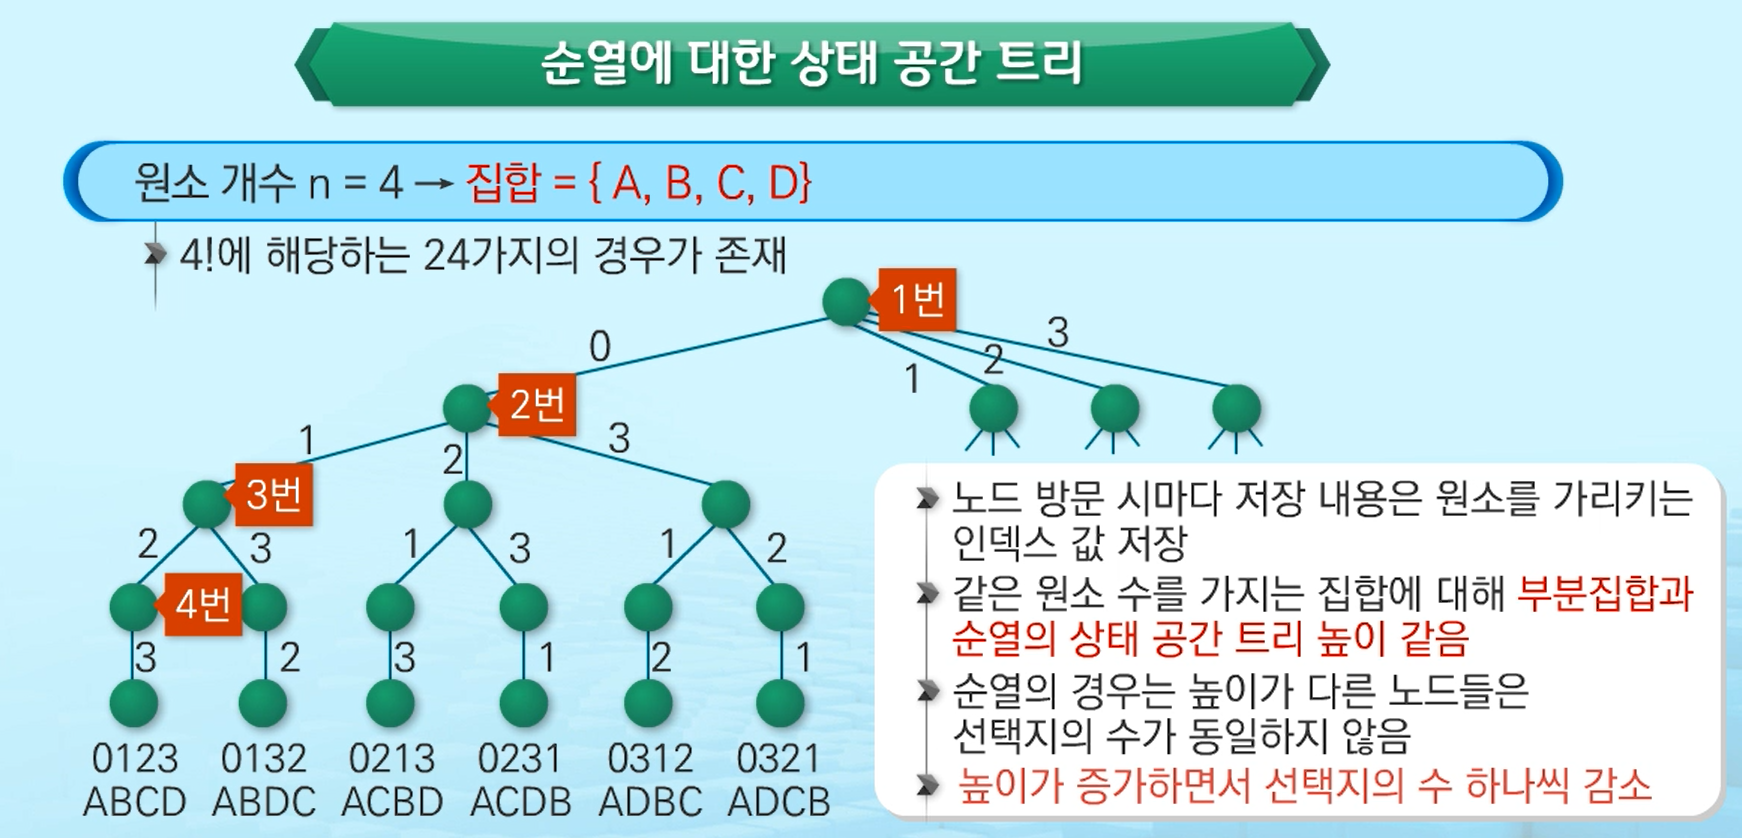 순열에 대한 상태 공간 트리
원소 개수 n = 4 → 집합 = { A, B, C, D}
4!에 해당하는 24가지의 경우가 존재
1번
0
1
2
3
2번
1
2
3
3번
2
3
1
3
1
2
4번
3
2
3
1
2
1
0123 0132 0213 0231 0312 0321
ABCD ABDC ACBD ACDB ADBC ADCB
노드 방문 시마다 저장 내용은 원소를 가리키는
인덱스 값 저장
같은 원소 수를 가지는 집합에 대해 부분집합과
순열의 상태 공간 트리 높이 같음
순열의 경우는 높이가 다른 노드들은
선택지의 수가 동일하지 않음
높이가 증가하면서 선택지의 수 하나씩 감소